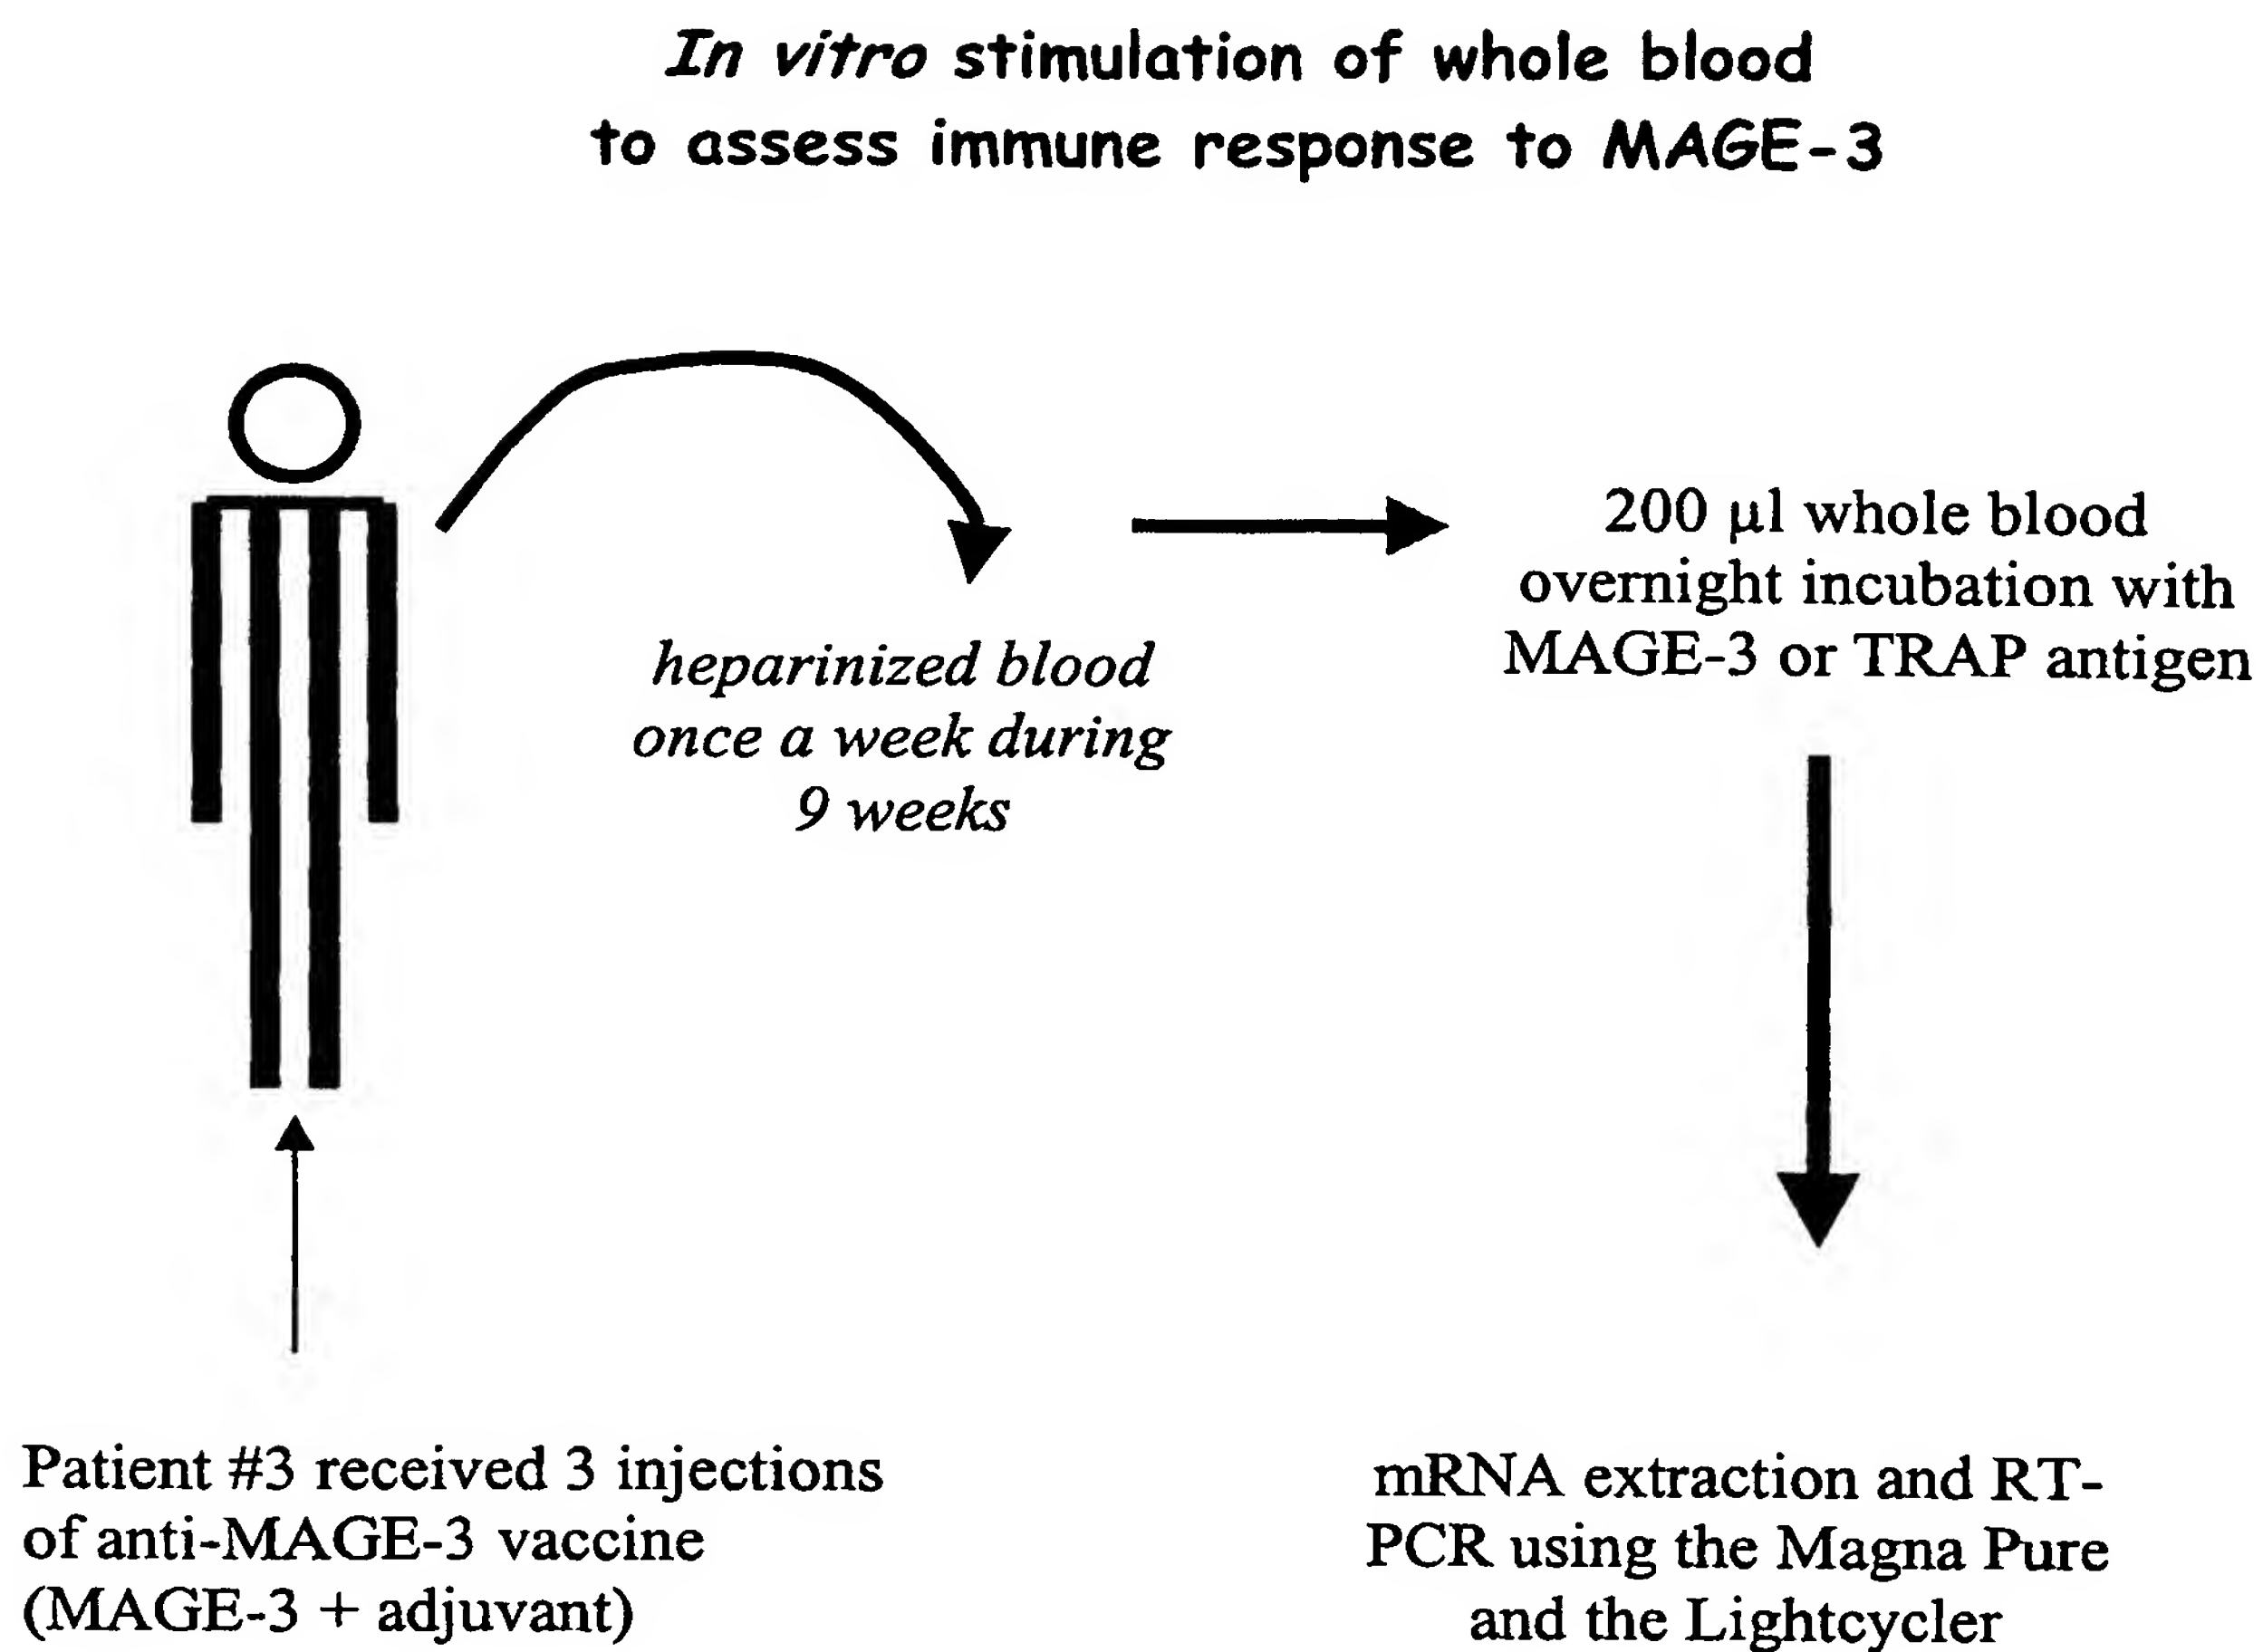 In vitro stimulation of whole blood
to assess immune response to MAGE-3
200 µl whole blood
overnight incubation with
MAGE-3 or TRAP antigen
heparinized blood
once a week during
9 weeks
Patient #3 received 3 injections
of anti-MAGE-3 vaccine
(MAGE-3 + adjuvant)
mRNA extraction and RT-
PCR using the Magna Pure
and the Lightcycler